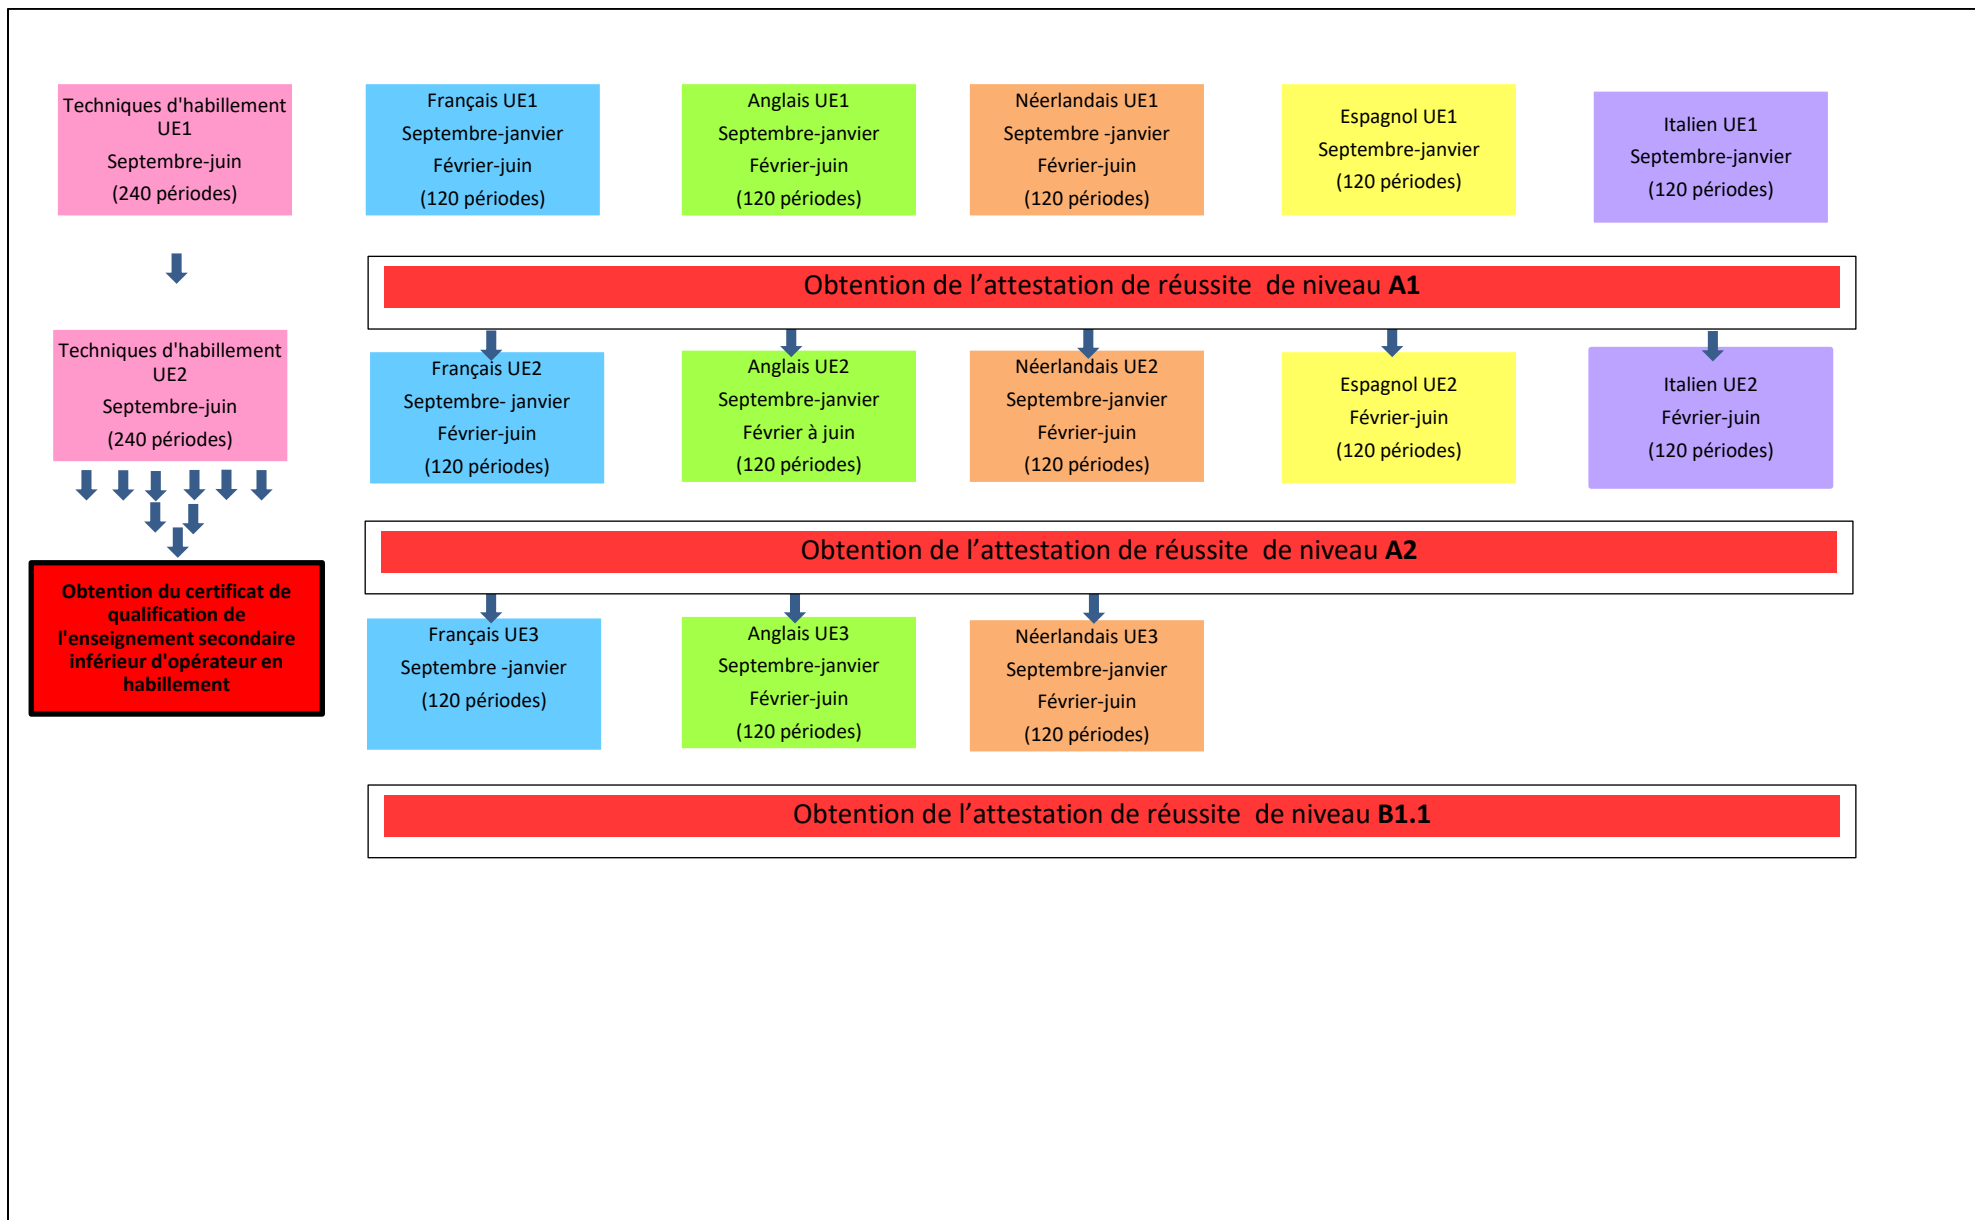 Techniques d'habillement
UE1
Septembre-juin
(240 périodes)
Français UE1
Septembre-janvier
Février-juin
(120 périodes)
Anglais UE1
Septembre-janvier
Février-juin
(120 périodes)
Néerlandais UE1
Septembre -janvier
Février-juin
(120 périodes)
Espagnol UE1
Septembre-janvier
(120 périodes)
Italien UE1
Septembre-janvier
(120 périodes)
Obtention de l’attestation de réussite  de niveau A1
Techniques d'habillement
UE2
Septembre-juin
(240 périodes)
Français UE2
Septembre- janvier
Février-juin
(120 périodes)
Anglais UE2
Septembre-janvier
Février à juin
(120 périodes)
Néerlandais UE2
Septembre-janvier
Février-juin
(120 périodes)
Espagnol UE2
Février-juin
(120 périodes)
Italien UE2
Février-juin
(120 périodes)
Obtention de l’attestation de réussite  de niveau A2
Obtention du certificat de
qualification de
l'enseignement secondaire
inférieur d'opérateur en
habillement
Français UE3
Septembre -janvier
(120 périodes)
Anglais UE3
Septembre-janvier
Février-juin
(120 périodes)
Néerlandais UE3
Septembre-janvier
Février-juin
(120 périodes)
Obtention de l’attestation de réussite  de niveau B1.1